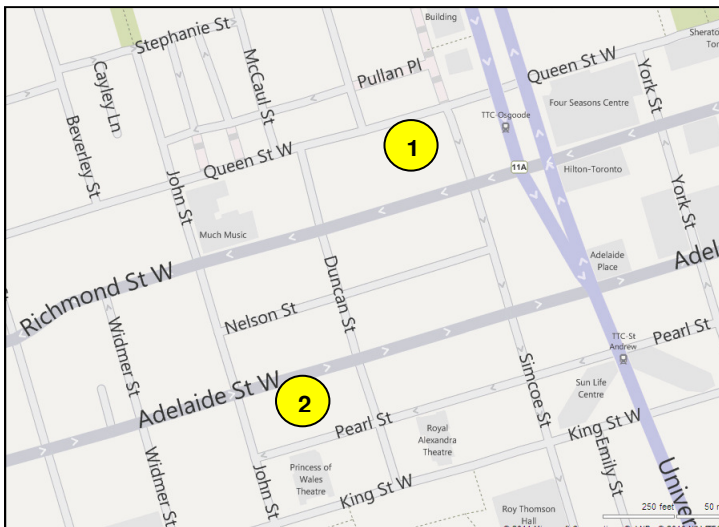 Building
Stephanie St
Sheraton
Tor
McCaul St
Cayley Ln
Pullan Pl
Queen St W
York St
Four Seasons Centre
TTC-Osgoode
1
Beverley St
Queen St W
11A
Hilton-Toronto
John St
York St
Much Music
Adelaide
Place
Adel
Richmond St W
Duncan St
Nelson St
Widmer St
TTC-St
Andrew
Pearl St
Simcoe St
Adelaide St W
2
Sun Life
Centre
Pearl St
Royal
Alexandra
Theatre
King St W
Widmer St
John St
Princess of
Wales
Theatre
King St W
Emily St
Univer
250 feet
50 m
Roy Thomson
Hall